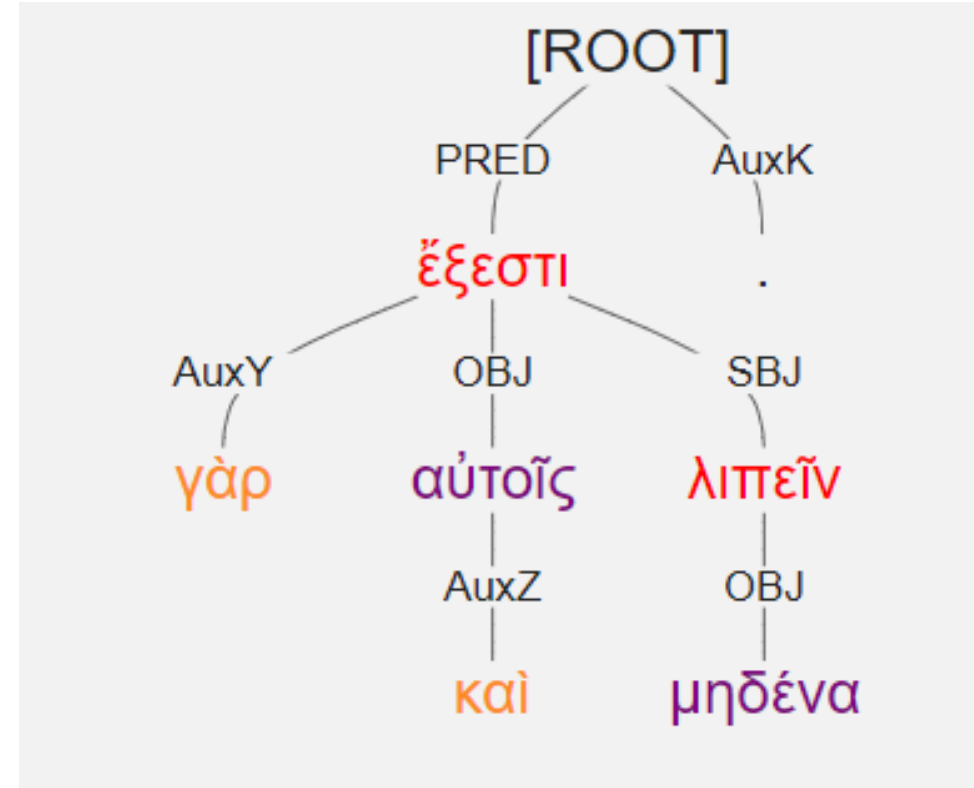 [ROOT]
PRED AuxK
ἔξεστι .
AuxY OBJ SBJ
γὰρ αὐτοῖς λιπεῖν
AuxZ OBJ
καὶ μηδένα